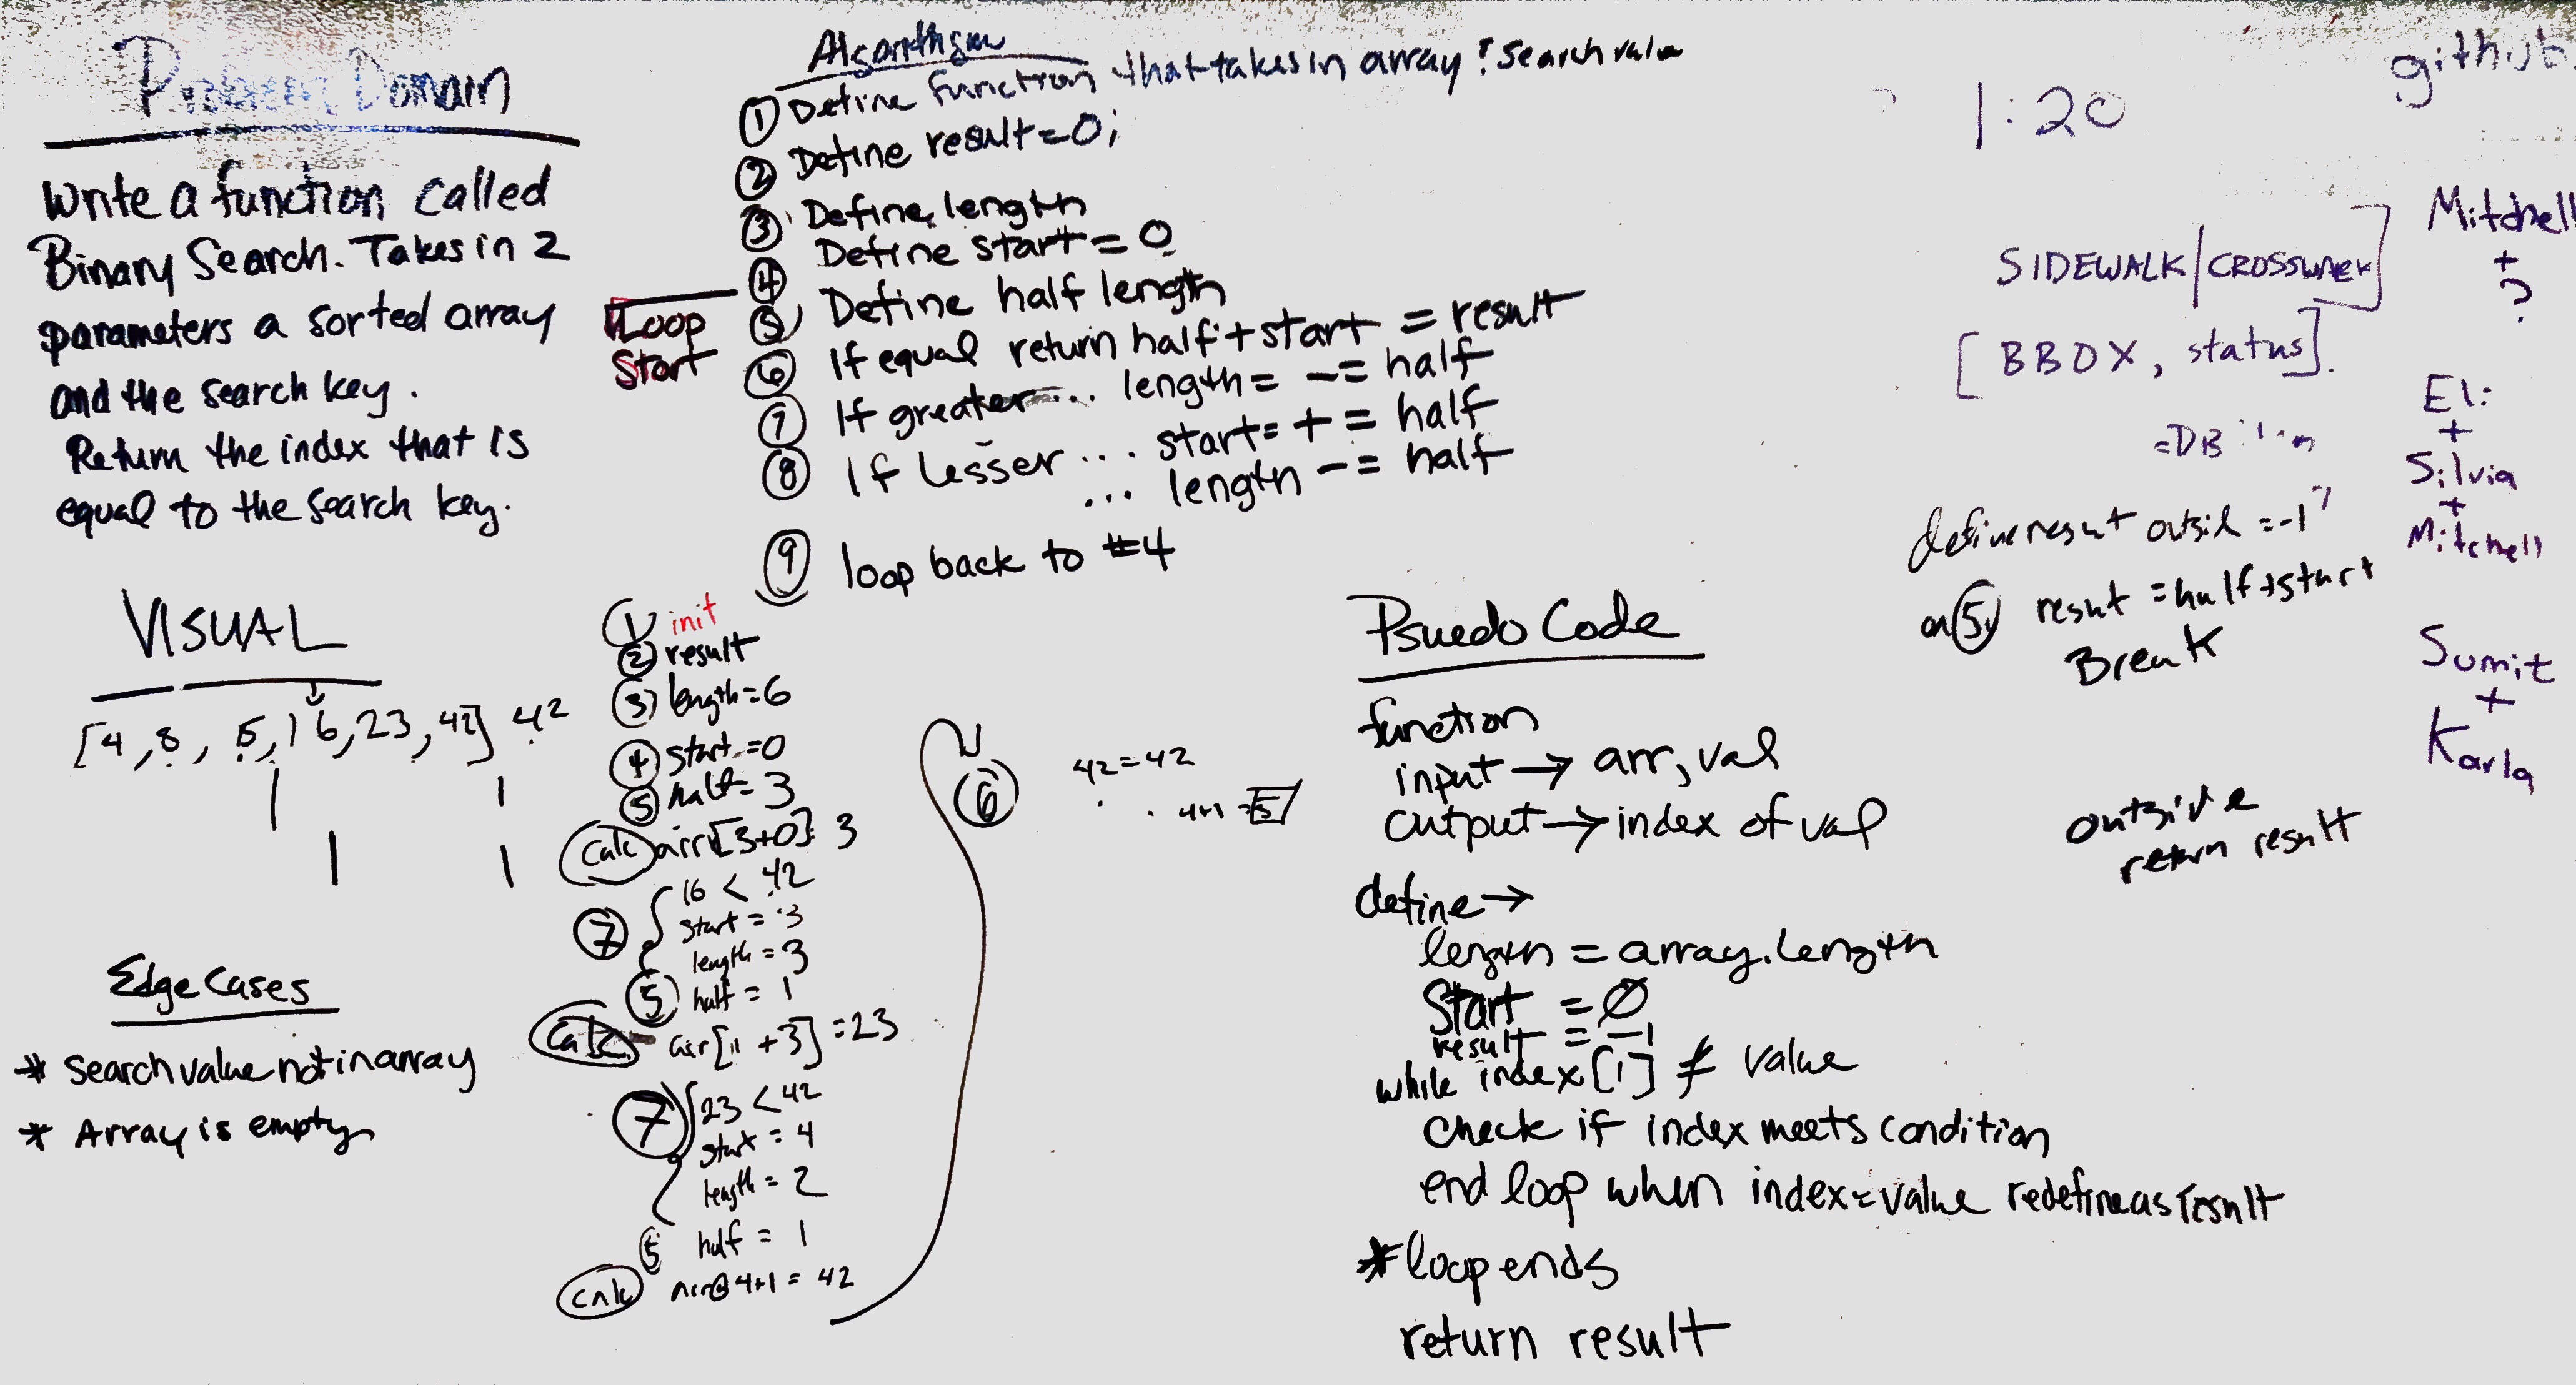 Problem Domain
Write a function called
Binary Search. Takes in 2
parameters a sorted array
and the search key.
Return the index that is
equal to the search key.
Algorithm
① Define function that takes in array & search value
② Define result=0;
③ Define length
④ Define start = 0
Loop
Start
⑤ Define half length
⑥ If equal return half + start = result
⑦ If greater ... length = -= half
⑧ If Lesser ... start = += half
... length -= half
⑨ loop back to #4
VISUAL
[4, 8, 15, 16, 23, 42] 42
Edge Cases
* Search value not in array
* Array is empty
① init
② result
③ length=6
④ start=0
⑤ half= 3
Calc arr[3+0] 3
⑦ 16 < 42
start = 3
length = 3
⑤ half = 1
Calc arr[1 +3] =23
⑦ 23 < 42
start = 4
length = 2
5 half = 1
Calc arr@ 4+1 = 42
⑥ 42=42
4+1 =5
Psuedo Code
function
input → arr, val
output → index of val
define →
length = array.length
Start = Ø
result = -1
while index[i] ≠ value
check if index meets condition
end loop when index = value redefine as result
*loop ends
return result
1:20
github
SIDEWALK/CROSSWALK]
[BBOX, status].
=DB
define result outsil = -1
on ⑤ result = half+start
Break
outside
return result
Mitchell
+
?
El:
+
Silvia
+
Mitchell
Sumit
+
Karla